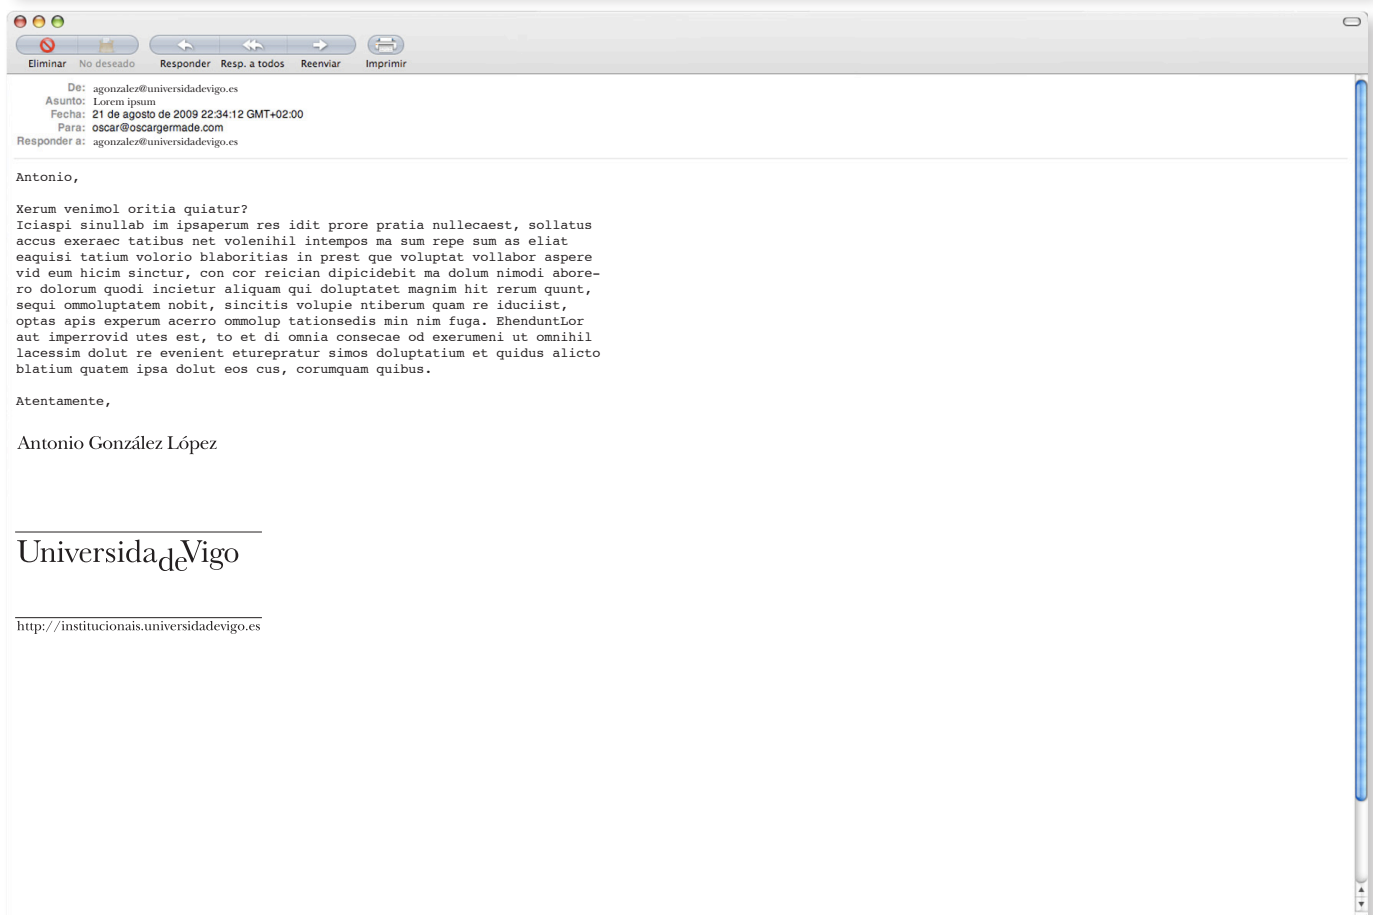 Eliminar No deseado Responder Resp. a todos Reenviar Imprimir
De: agonzalez@universidadevigo.es
Asunto: Lorem ipsum
Fecha: 21 de agosto de 2009 22:34:12 GMT+02:00
Para: oscar@oscargermade.com
Responder a: agonzalez@universidadevigo.es
Antonio,
Xerum venimol oritia quiatur?
Iciaspi sinullab im ipsaperum res idit prore pratia nullecaest, sollatus
accus exeraec tatibus net volenihil intempos ma sum repe sum as eliat
eaquisi tatium volorio blaboritias in prest que voluptat vollabor aspere
vid eum hicim sinctur, con cor reician dipicidebit ma dolum nimodi abore-
ro dolorum quodi incietur aliquam qui doluptatet magnim hit rerum quunt,
sequi ommoluptatem nobit, sincitis volupie ntiberum quam re iduciist,
optas apis experum acerro ommolup tationsedis min nim fuga. EhenduntLor
aut imperrovid utes est, to et di omnia consecae od exerumeni ut omnihil
lacessim dolut re evenient eturepratur simos doluptatium et quidus alicto
blatium quatem ipsa dolut eos cus, corumquam quibus.
Atentamente,
Antonio González López
UniversidadeVigo
http://institucionais.universidadevigo.es